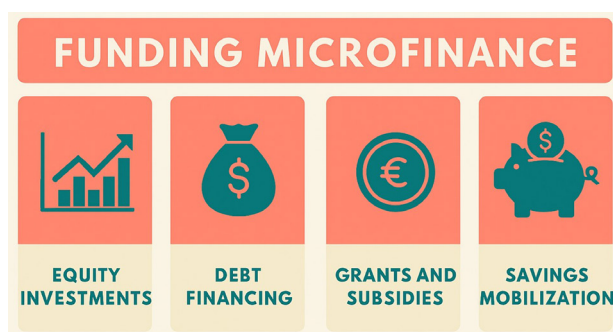 FUNDING MICROFINANCE
$
€
$
EQUITY
INVESTMENTS
DEBT
FINANCING
GRANTS AND
SUBSIDIES
SAVINGS
MOBILIZATION